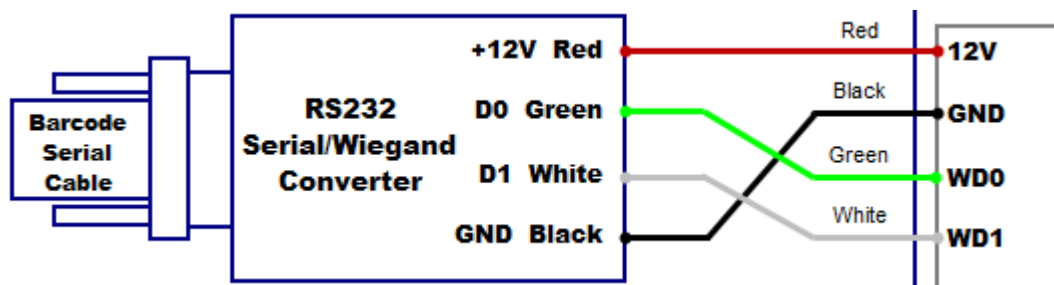 Barcode
Serial
Cable
RS232
Serial/Wiegand
Converter
+12V Red
D0 Green
D1 White
GND Black
Red
Black
Green
White
12V
GND
WD0
WD1